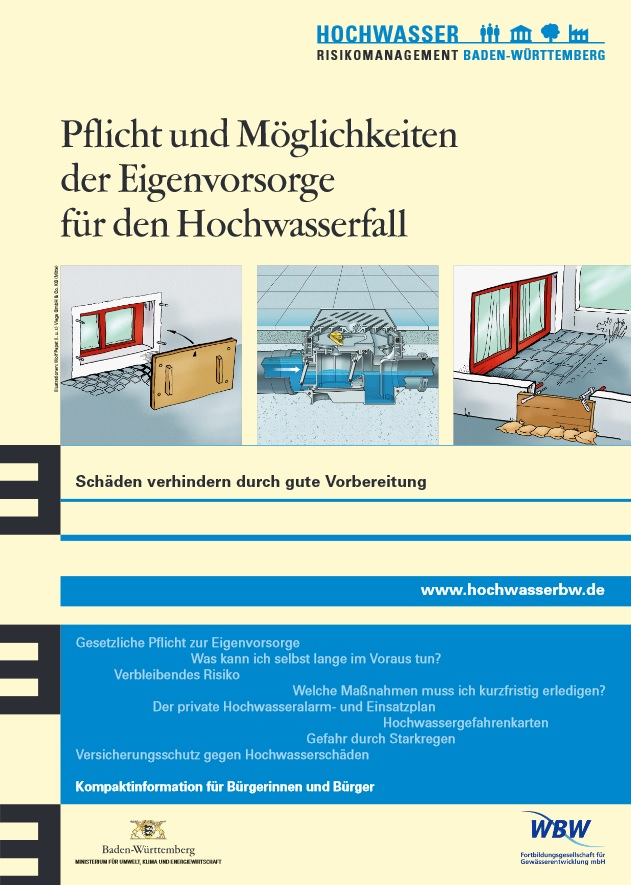 HOCHWASSER
RISIKOMANAGEMENT BADEN-WÜRTTEMBERG
Pflicht und Möglichkeiten
der Eigenvorsorge
für den Hochwasserfall
Schäden verhindern durch gute Vorbereitung
www.hochwasserbw.de
Gesetzliche Pflicht zur Eigenvorsorge
Was kann ich selbst lange im Voraus tun?
Verbleibendes Risiko
Welche Maßnahmen muss ich kurzfristig erledigen?
Der private Hochwasseralarm- und Einsatzplan
Hochwassergefahrenkarten
Gefahr durch Starkregen
Versicherungsschutz gegen Hochwasserschäden
Kompaktinformation für Bürgerinnen und Bürger
Baden-Württemberg
MINISTERIUM FÜR UMWELT, KLIMA UND ENERGIEWIRTSCHAFT
WBW
Fortbildungsgesellschaft für
Gewässerentwicklung mbH